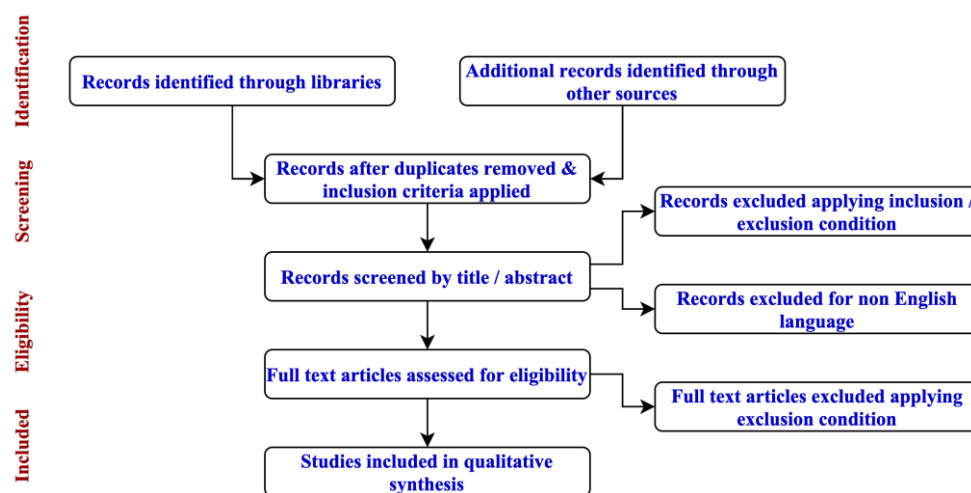 Identification
Records identified through libraries
Additional records identified through
other sources
Screening
Records after duplicates removed &
inclusion criteria applied
Records excluded applying inclusion /
exclusion condition
Records screened by title / abstract
Records excluded for non English
language
Eligibility
Full text articles assessed for eligibility
Full text articles excluded applying
exclusion condition
Included
Studies included in qualitative
synthesis